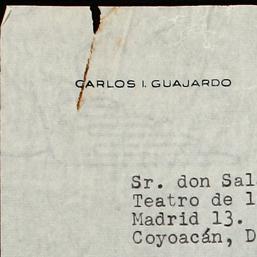 CARLOS I. GUAJARDO
Sr. don Sal
Teatro de l
Madrid 13.
Coyoacán, D